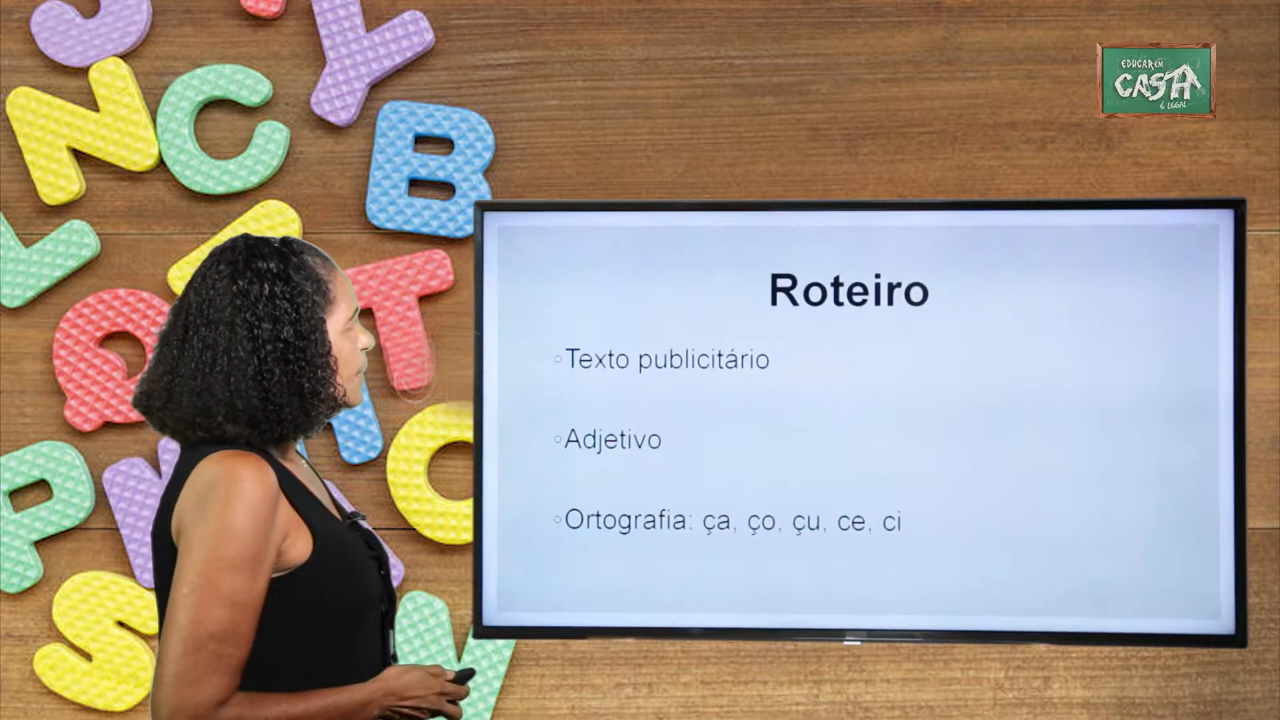 EDUCAR EM
CASA
É LEGAL
Roteiro
Texto publicitário
Adjetivo
Ortografia: ça, ço, çu, ce, ci
J
Y
N
C
B
L
T
Q
O
P
S